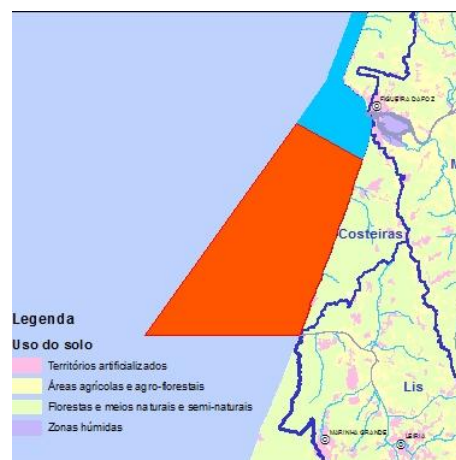 FIGUEIRA DA FOZ
M
Costeiras
Legenda
Uso do solo
Territórios artificializados
Áreas agrícolas e agro-florestais
Florestas e meios naturais e semi-naturais
Zonas húmidas
Lis
MARINHA GRANDE
LEIRIA